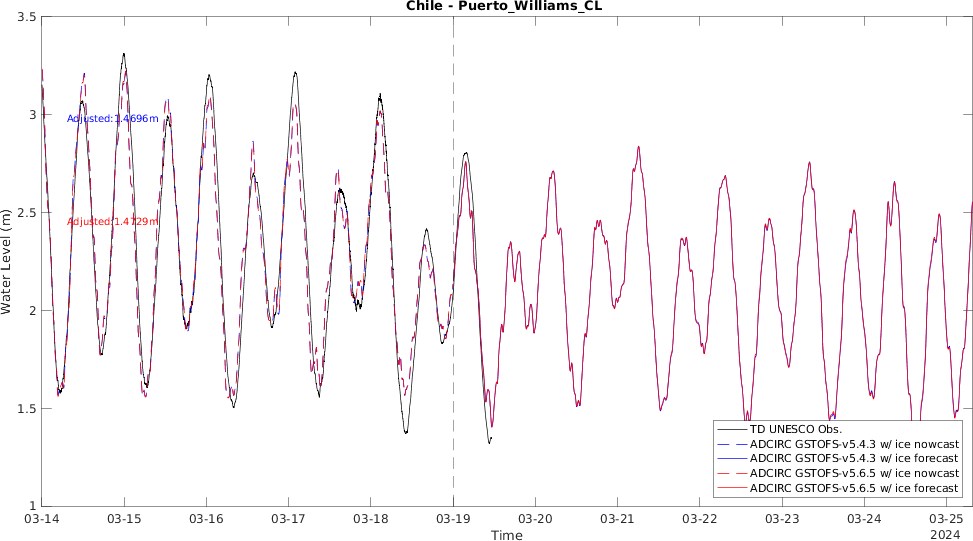 Chile - Puerto_Williams_CL
3.5
3
2.5
2
1.5
1
Water Level (m)
Adjusted:1.4696m
Adjusted:1.4729m
TD UNESCO Obs.
ADCIRC GSTOFS-v5.4.3 w/ ice nowcast
ADCIRC GSTOFS-v5.4.3 w/ ice forecast
ADCIRC GSTOFS-v5.6.5 w/ ice nowcast
ADCIRC GSTOFS-v5.6.5 w/ ice forecast
03-14 03-15 03-16 03-17 03-18 03-19 03-20 03-21 03-22 03-23 03-24 03-25
2024
Time